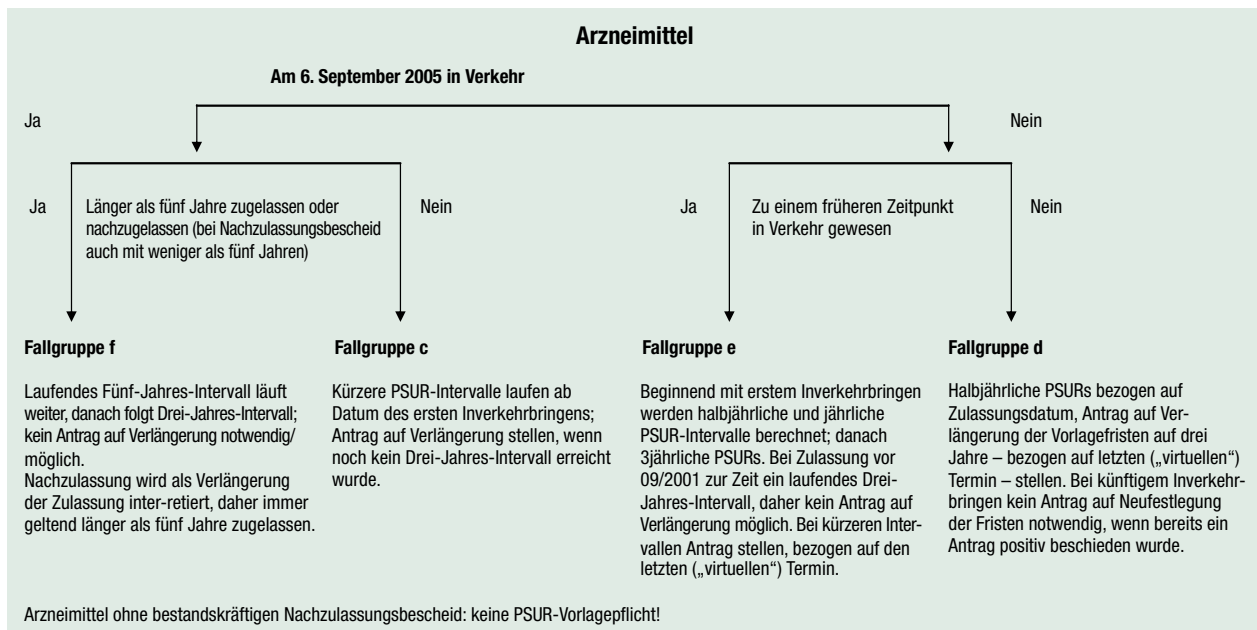 Arzneimittel
Am 6. September 2005 in Verkehr
Ja
Nein
Ja
Länger als fünf Jahre zugelassen oder
nachzugelassen (bei Nachzulassungsbescheid
auch mit weniger als fünf Jahren)
Nein
Ja
Zu einem früheren Zeitpunkt
in Verkehr gewesen
Nein
Fallgruppe f
Laufendes Fünf-Jahres-Intervall läuft
weiter, danach folgt Drei-Jahres-Intervall;
kein Antrag auf Verlängerung notwendig/
möglich.
Nachzulassung wird als Verlängerung
der Zulassung inter-retiert, daher immer
geltend länger als fünf Jahre zugelassen.
Fallgruppe c
Kürzere PSUR-Intervalle laufen ab
Datum des ersten Inverkehrbringens;
Antrag auf Verlängerung stellen, wenn
noch kein Drei-Jahres-Intervall erreicht
wurde.
Fallgruppe e
Beginnend mit erstem Inverkehrbringen
werden halbjährliche und jährliche
PSUR-Intervalle berechnet; danach
3jährliche PSURs. Bei Zulassung vor
09/2001 zur Zeit ein laufendes Drei-
Jahres-Intervall, daher kein Antrag auf
Verlängerung möglich. Bei kürzeren Inter-
vallen Antrag stellen, bezogen auf den
letzten („virtuellen“) Termin.
Fallgruppe d
Halbjährliche PSURs bezogen auf
Zulassungsdatum, Antrag auf Ver-
längerung der Vorlagefristen auf drei
Jahre – bezogen auf letzten („virtuellen“)
Termin – stellen. Bei künftigem Inverkehr-
bringen kein Antrag auf Neufestlegung
der Fristen notwendig, wenn bereits ein
Antrag positiv beschieden wurde.
Arzneimittel ohne bestandskräftigen Nachzulassungsbescheid: keine PSUR-Vorlagepflicht!